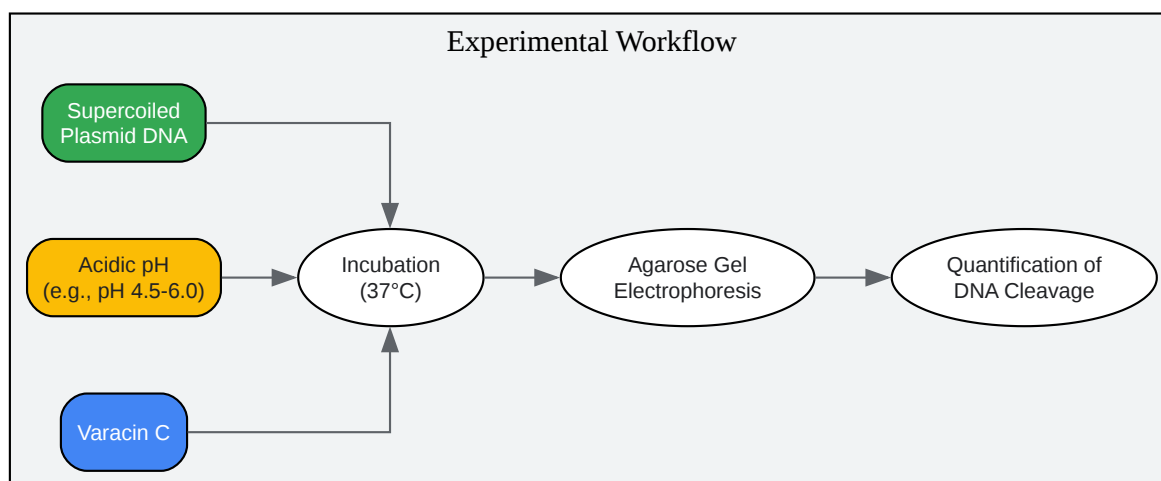 Experimental Workflow
Supercoiled
Plasmid DNA
Acidic pH
(e.g., pH 4.5-6.0)
Incubation
(37°C)
Agarose Gel
Electrophoresis
Quantification of
DNA Cleavage
Varacin C